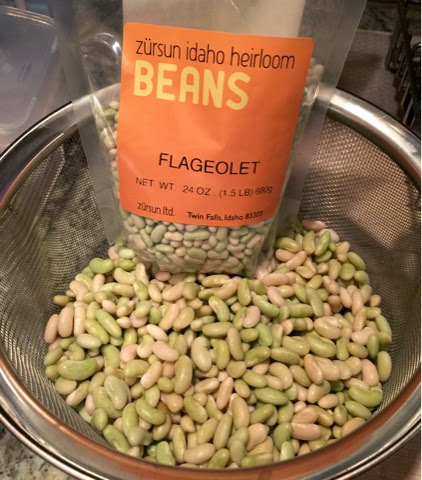 zürsun idaho heirloom
BEANS
FLAGEOLET
NET WT. 24 OZ. (1.5 LB) 680g
zürsun ltd. Twin Falls, Idaho 83303